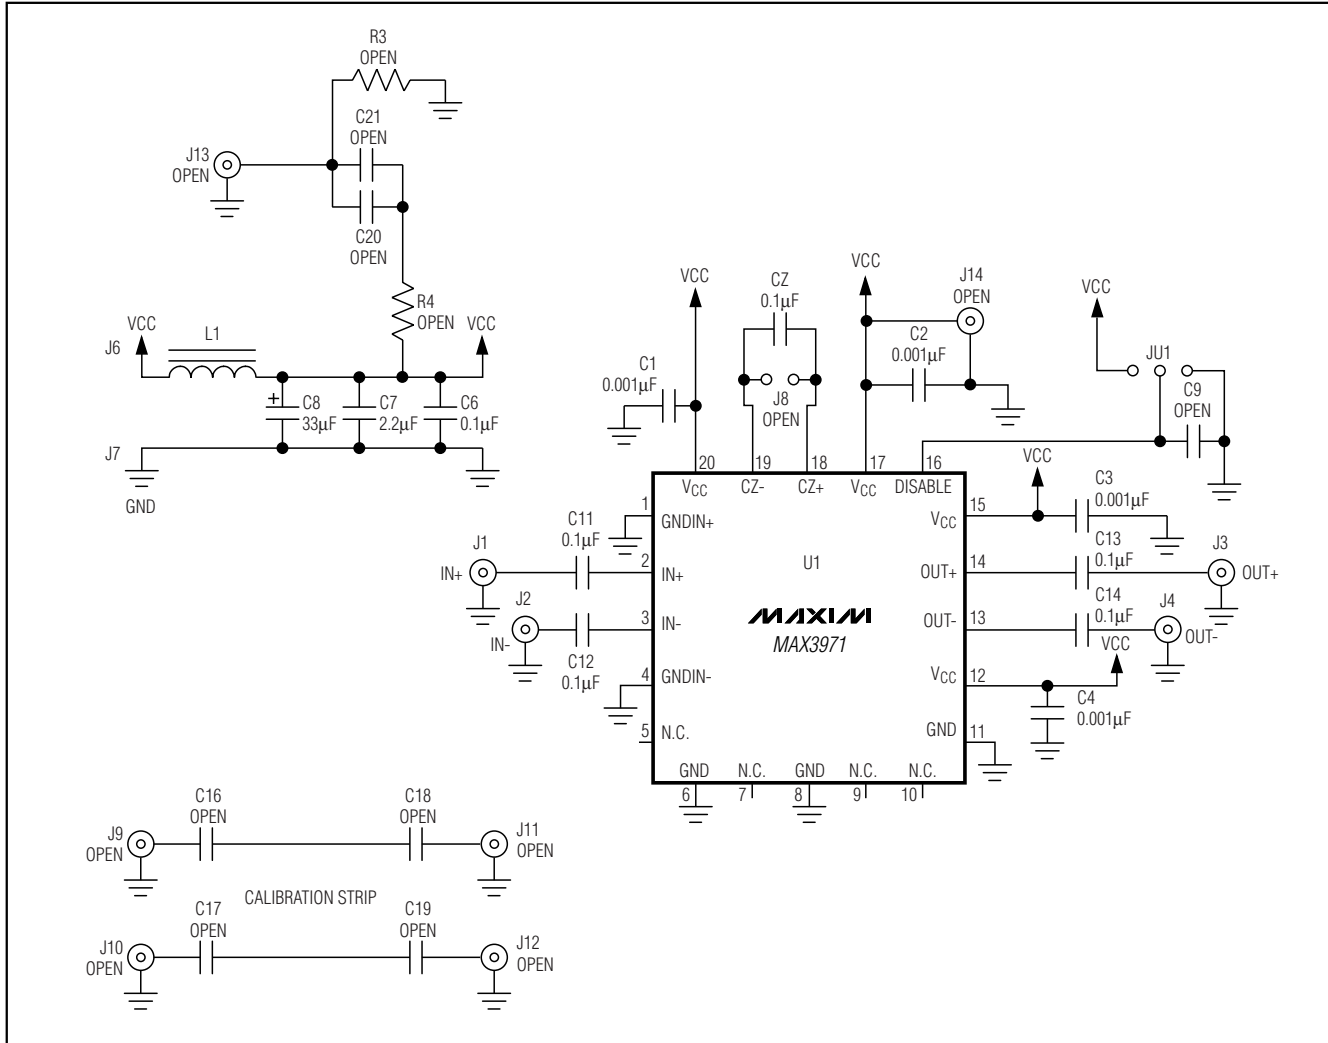 R3
OPEN
C21
OPEN
J13
OPEN
C20
OPEN
R4
OPEN
J6
VCC
L1
VCC
C8
33μF
C7
2.2μF
C6
0.1μF
J7
GND
VCC
CZ
0.1μF
VCC
J14
OPEN
VCC
C1
0.001μF
J8
OPEN
C2
0.001μF
JU1
C9
OPEN
20
19
18
17
16
VCC
CZ-
CZ+
VCC
DISABLE
VCC
C3
0.001μF
1
GNDIN+
VCC
15
J1
IN+
C11
0.1μF
2
IN+
U1
OUT+
14
C13
0.1μF
J3
OUT+
J2
IN-
C12
0.1μF
3
IN-
MAXIM
MAX3971
OUT-
13
C14
0.1μF
J4
OUT-
4
GNDIN-
VCC
12
VCC
C4
0.001μF
5
N.C.
GND
11
GND
N.C.
GND
N.C.
N.C.
6
7
8
9
10
J9
OPEN
C16
OPEN
C18
OPEN
J11
OPEN
CALIBRATION STRIP
J10
OPEN
C17
OPEN
C19
OPEN
J12
OPEN